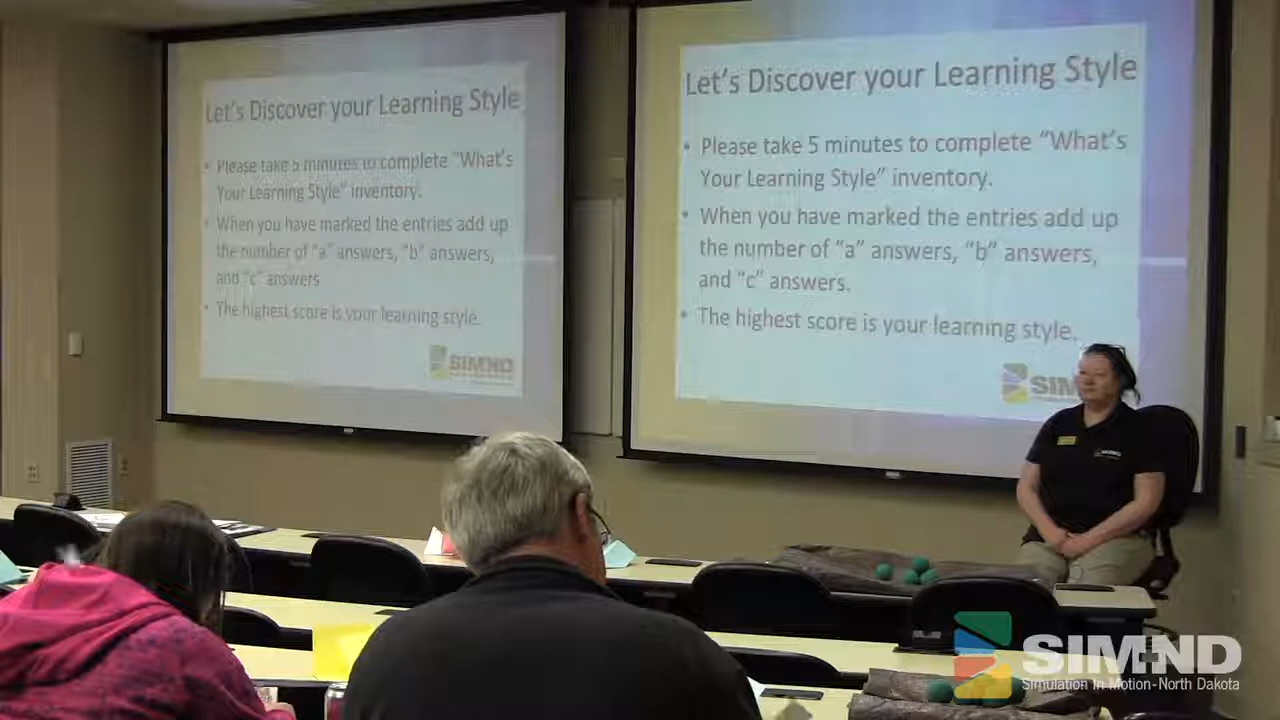 Let's Discover your Learning Style
• Please take 5 minutes to complete "What's
Your Learning Style" inventory.
• When you have marked the entries add up
the number of "a" answers, "b" answers,
and "c" answers
• The highest score is your learning style.
SIMND
Let's Discover your Learning Style
• Please take 5 minutes to complete "What's
Your Learning Style" inventory.
• When you have marked the entries add up
the number of "a" answers, "b" answers,
and "c" answers.
• The highest score is your learning style.
SIM
SIM-ND
Simulation In Motion-North Dakota